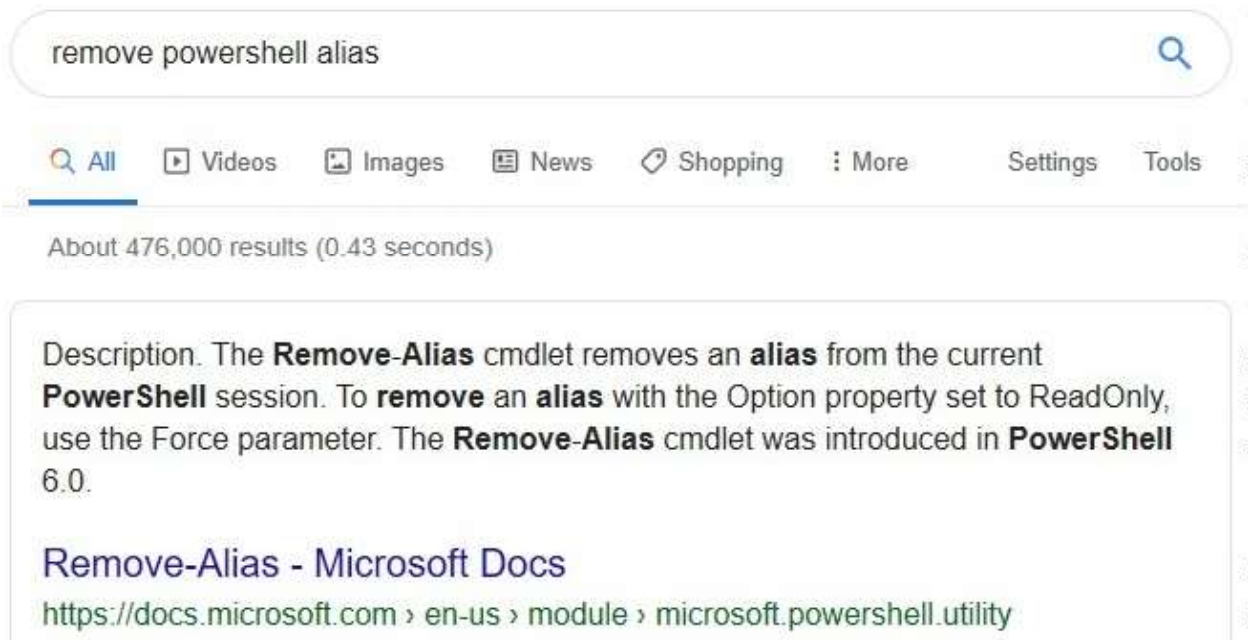 remove powershell alias
All Videos Images News Shopping More Settings Tools
About 476,000 results (0.43 seconds)
Description. The Remove-Alias cmdlet removes an alias from the current
PowerShell session. To remove an alias with the Option property set to ReadOnly,
use the Force parameter. The Remove-Alias cmdlet was introduced in PowerShell
6.0.
Remove-Alias - Microsoft Docs
https://docs.microsoft.com › en-us › module › microsoft.powershell.utility